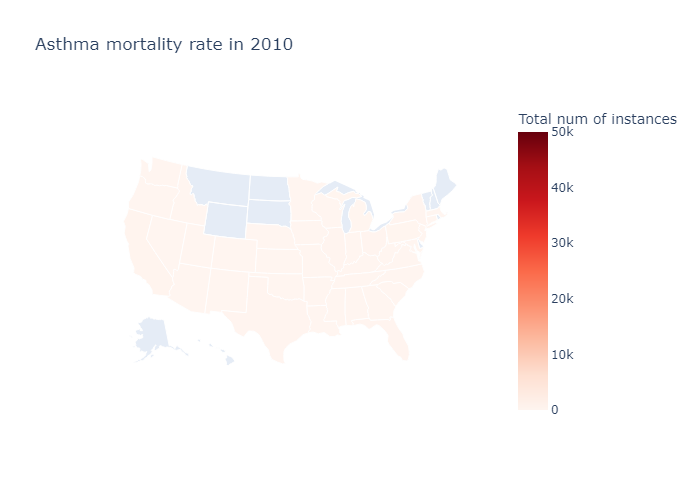 Asthma mortality rate in 2010
Total num of instances
50k
40k
30k
20k
10k
0